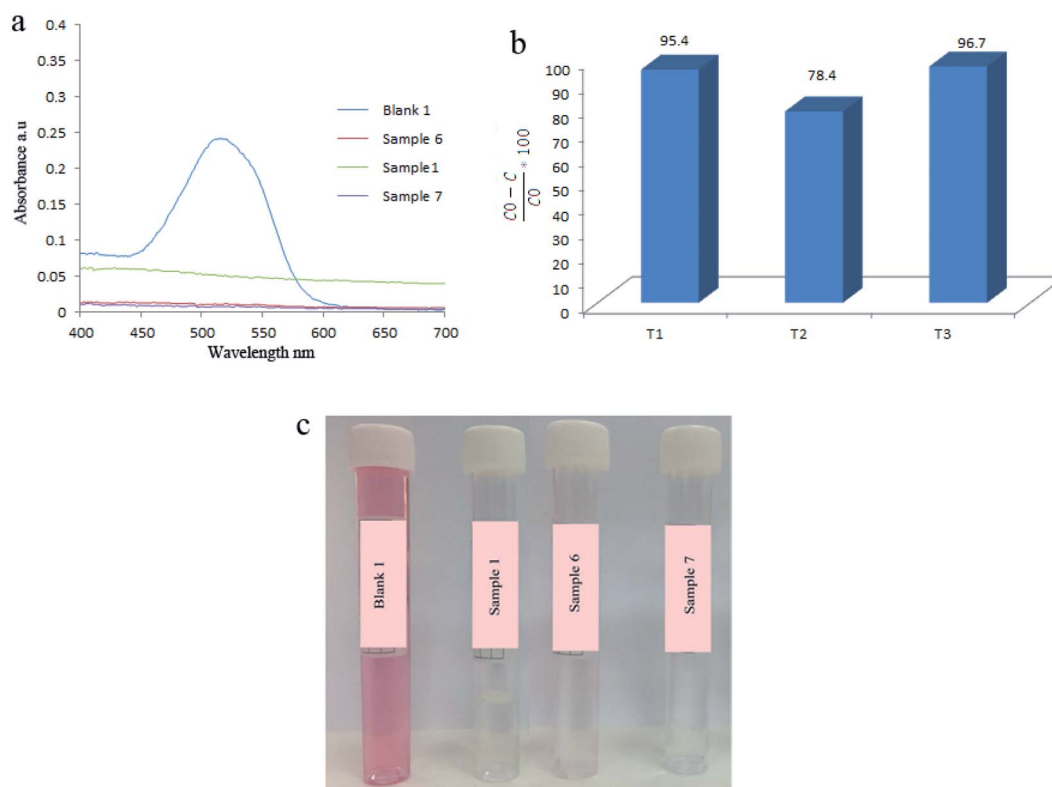 a
0.4
0.35
0.3
0.25
0.2
0.15
0.1
0.05
0
400 450 500 550 600 650 700
Absorbance a.u
Wavelength nm
Blank 1
Sample 6
Sample1
Sample 7
b
100
90
80
70
60
50
40
30
20
10
0
C0 − C
C0
* 100
95.4
78.4
96.7
T1 T2 T3
c
Blank 1
Sample 1
Sample 6
Sample 7